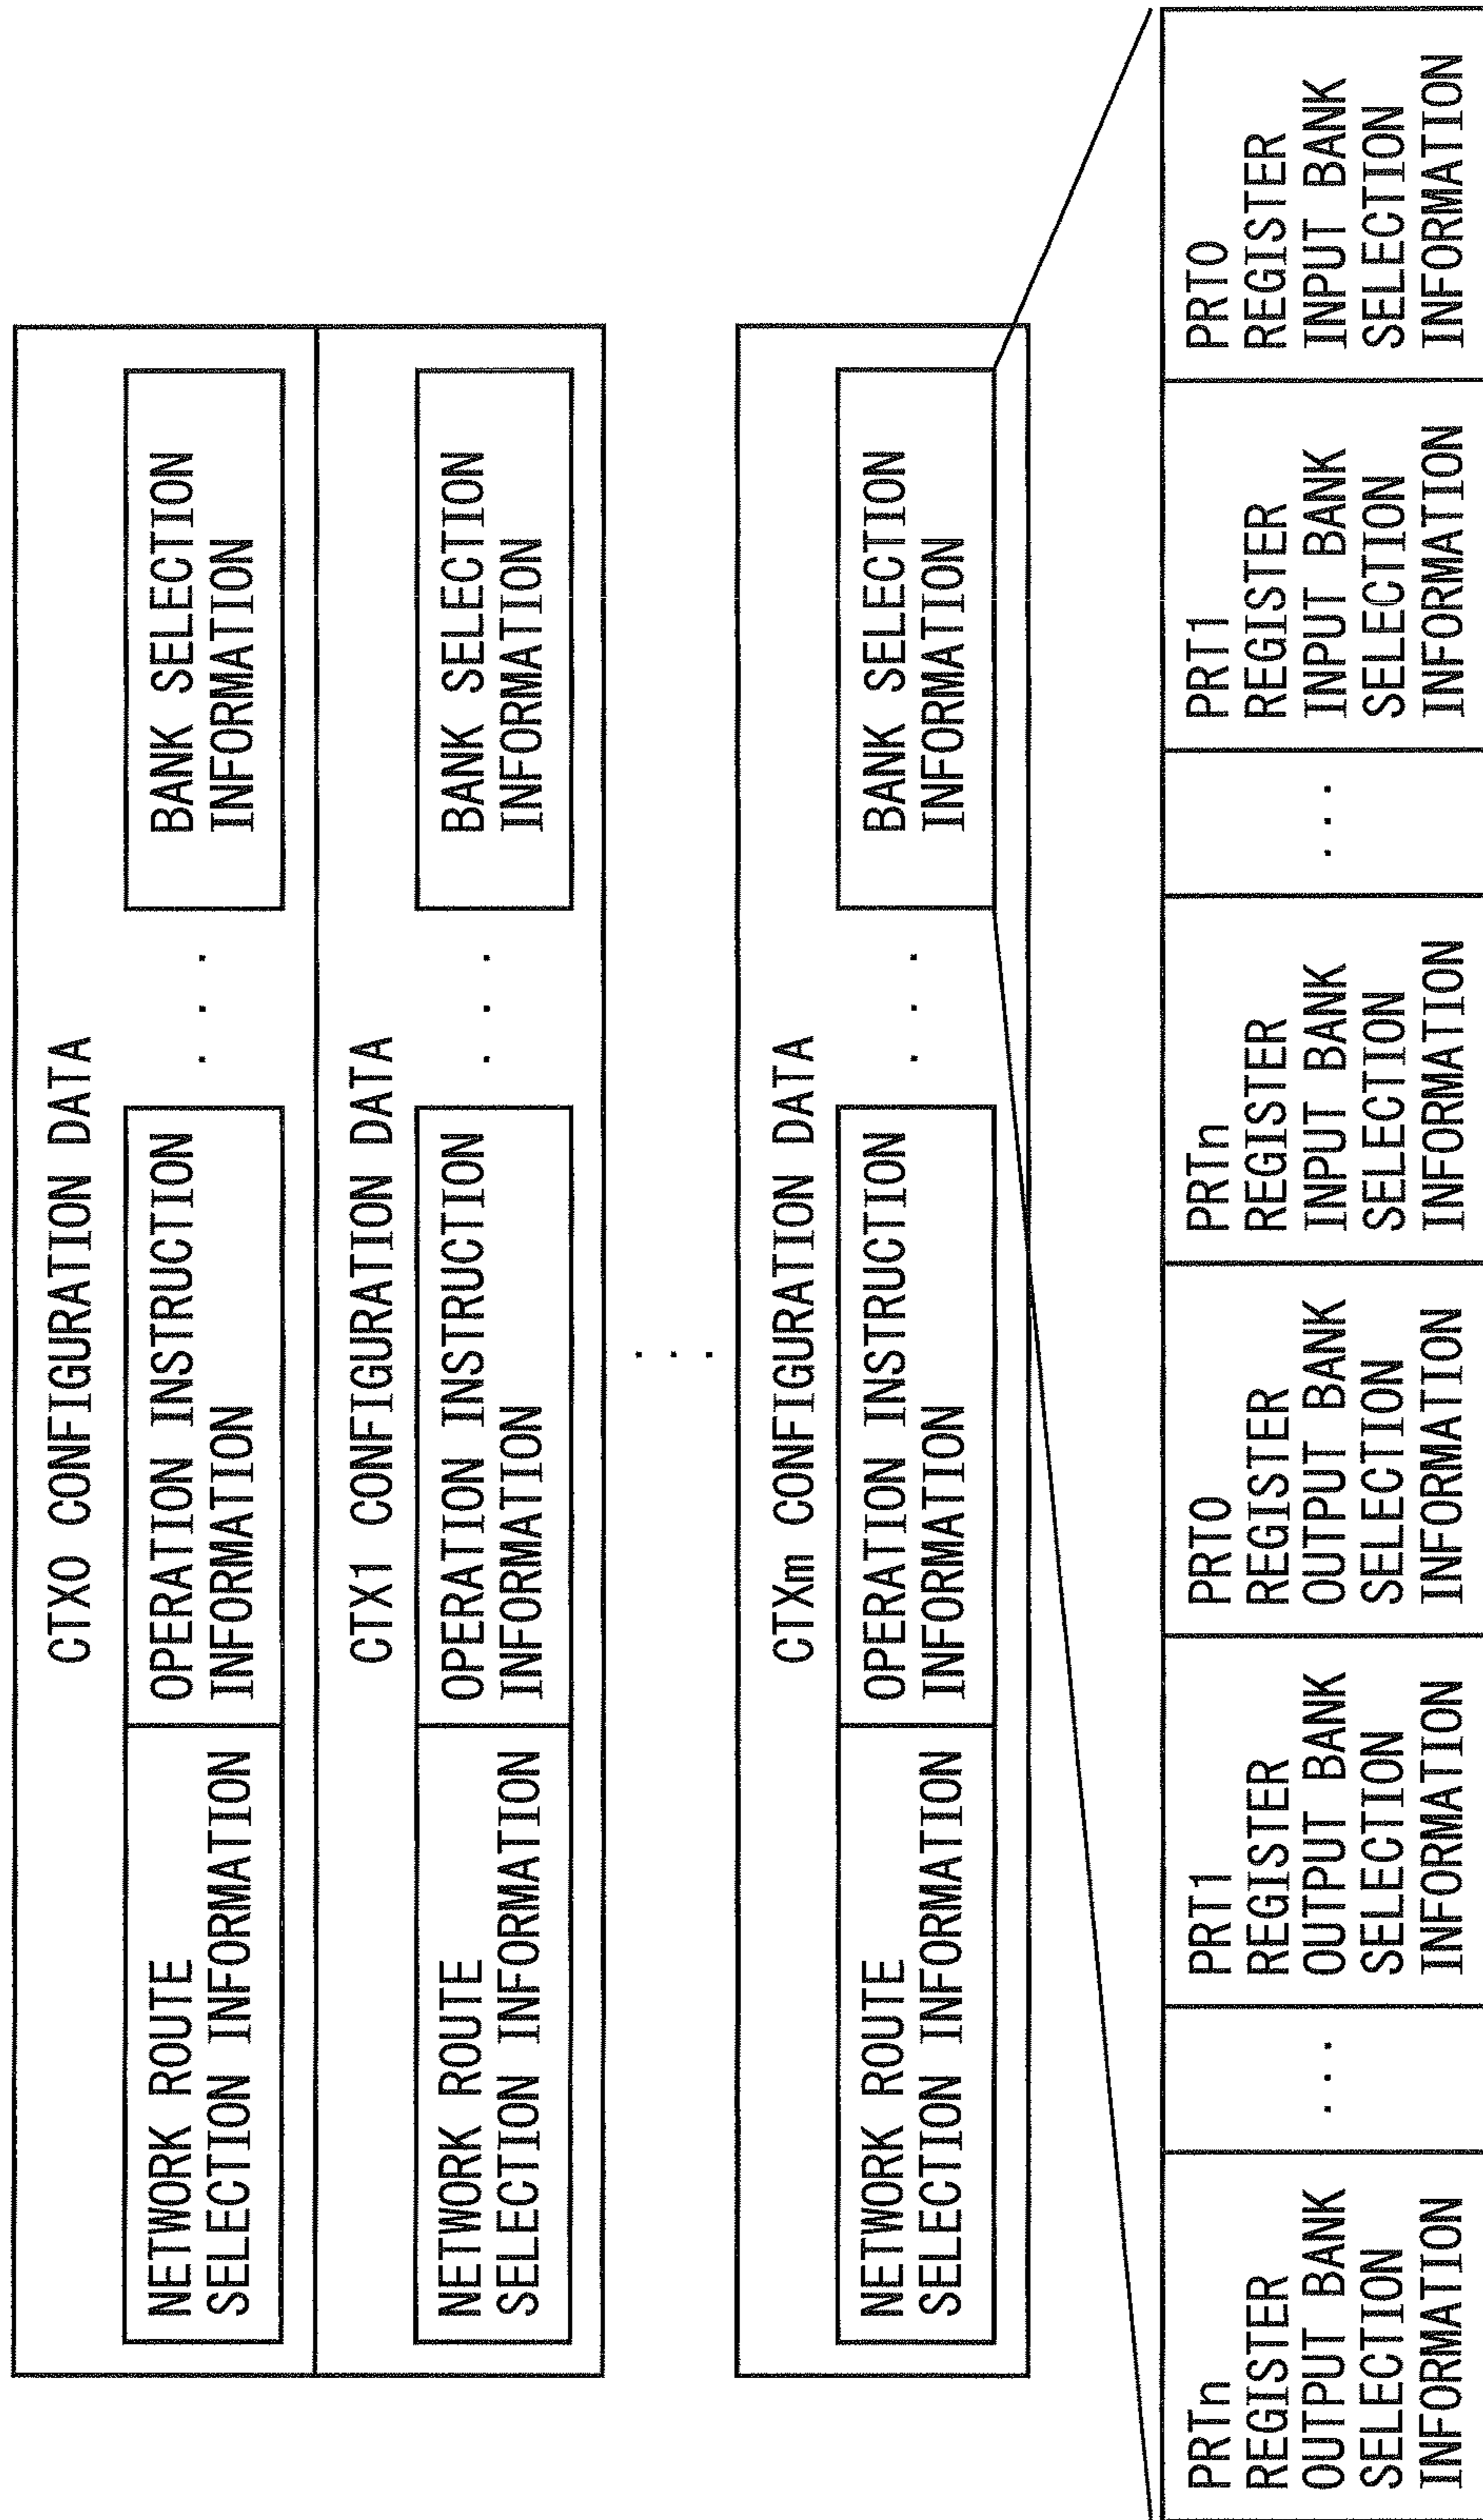 CTX0 CONFIGURATION DATA
NETWORK ROUTE
SELECTION INFORMATION
OPERATION INSTRUCTION
INFORMATION
. . .
BANK SELECTION
INFORMATION
CTX1 CONFIGURATION DATA
NETWORK ROUTE
SELECTION INFORMATION
OPERATION INSTRUCTION
INFORMATION
. . .
BANK SELECTION
INFORMATION
. . .
CTXm CONFIGURATION DATA
NETWORK ROUTE
SELECTION INFORMATION
OPERATION INSTRUCTION
INFORMATION
. . .
BANK SELECTION
INFORMATION
PRTn
REGISTER
OUTPUT BANK
SELECTION
INFORMATION
. . .
PRT1
REGISTER
OUTPUT BANK
SELECTION
INFORMATION
PRT0
REGISTER
OUTPUT BANK
SELECTION
INFORMATION
PRTn
REGISTER
INPUT BANK
SELECTION
INFORMATION
. . .
PRT1
REGISTER
INPUT BANK
SELECTION
INFORMATION
PRT0
REGISTER
INPUT BANK
SELECTION
INFORMATION